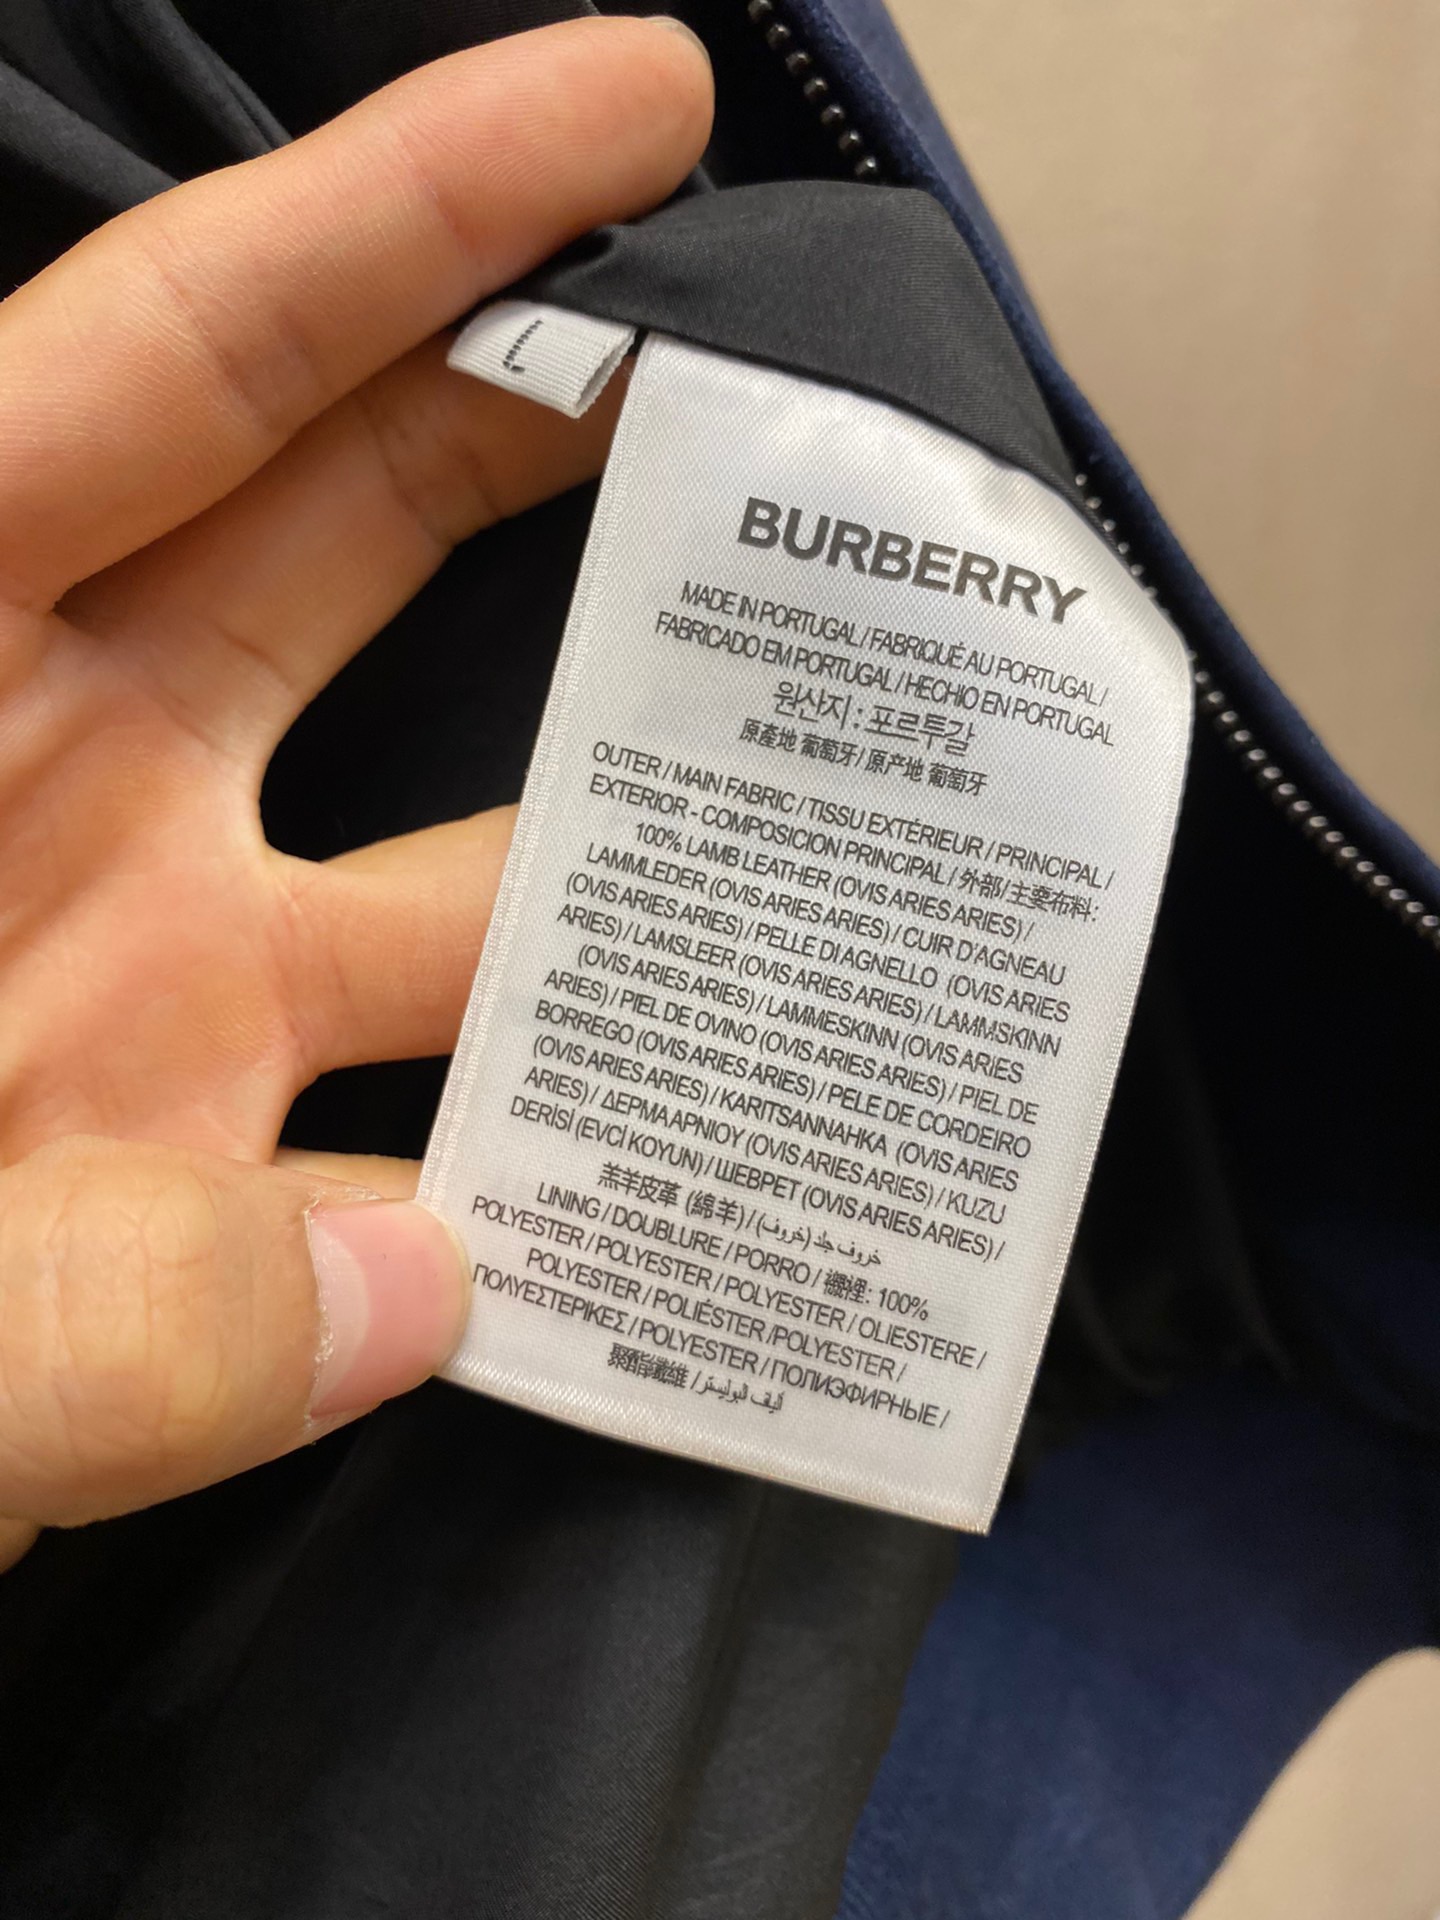 BURBERRY
MADE IN PORTUGAL / FABRIQUÉ AU PORTUGAL /
FABRICADO EM PORTUGAL / HECHO EN PORTUGAL
원산지 : 포르투갈
原產地 葡萄牙 / 原产地 葡萄牙
OUTER / MAIN FABRIC / TISSU EXTÉRIEUR / PRINCIPAL /
EXTERIOR - COMPOSICION PRINCIPAL / 外部/主要布料:
100% LAMB LEATHER (OVIS ARIES ARIES) /
LAMMLEDER (OVIS ARIES ARIES) / CUIR D'AGNEAU
(OVIS ARIES ARIES) / PELLE DI AGNELLO (OVIS ARIES
ARIES) / LAMSLEER (OVIS ARIES ARIES) / LAMMSKINN
(OVIS ARIES ARIES) / LAMMESKINN (OVIS ARIES
ARIES) / PIEL DE OVINO (OVIS ARIES ARIES) / PIEL DE
BORREGO (OVIS ARIES ARIES) / PELE DE CORDEIRO
(OVIS ARIES ARIES) / KARITSANNAHKA (OVIS ARIES
ARIES) / ΔΕΡΜΑ ΑΡΝΙΟΥ (OVIS ARIES ARIES) / KUZU
DERİSİ (EVCİ KOYUN) / ШЕВРЕТ (OVIS ARIES ARIES) /
羔羊皮革 (綿羊) / خروف جلد (خروف)
LINING / DOUBLURE / PORRO / 襯裡: 100%
POLYESTER / POLYESTER / POLYESTER / OLIESTERE /
POLYESTER / POLIÉSTER /POLYESTER /
ΠΟΛΥΕΣΤΕΡΙΚΕΣ / POLYESTER / ПОЛИЭФИРНЫЕ /
聚酯纖維 / ألياف البوليستر